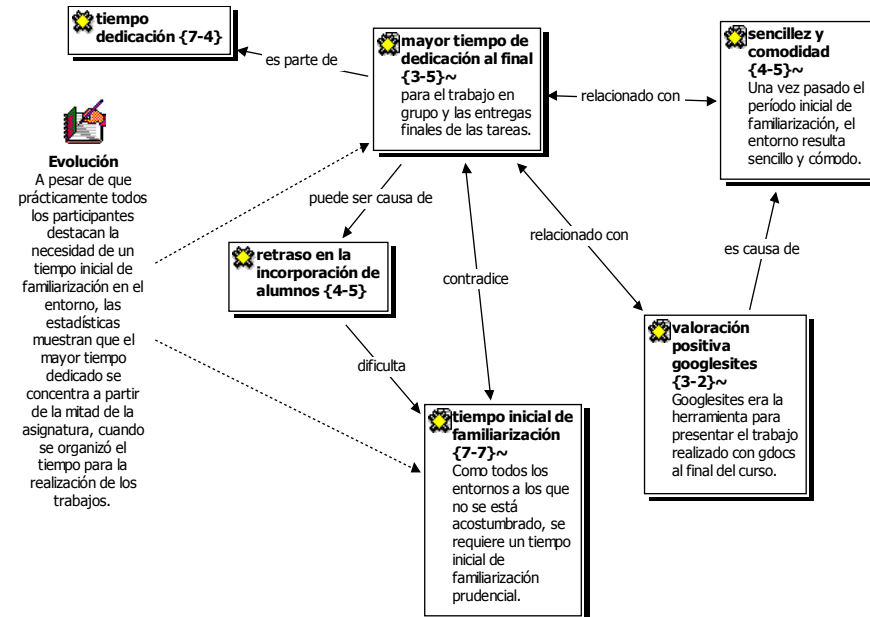 tiempo
dedicación {7-4}
es parte de
mayor tiempo de
dedicación al final
{3-5}~
para el trabajo en
grupo y las entregas
finales de las tareas.
relacionado con
sencillez y
comodidad
{4-5}~
Una vez pasado el
período inicial de
familiarización, el
entorno resulta
sencillo y cómodo.
Evolución
A pesar de que
prácticamente todos
los participantes
destacan la
necesidad de un
tiempo inicial de
familiarización en el
entorno, las
estadísticas
muestran que el
mayor tiempo
dedicado se
concentra a partir
de la mitad de la
asignatura, cuando
se organizó el
tiempo para la
realización de los
trabajos.
puede ser causa de
retraso en la
incorporación de
alumnos {4-5}
contradice
relacionado con
es causa de
dificulta
valoración
positiva
googlesites
{3-2}~
Googlesites era la
herramienta para
presentar el trabajo
realizado con gdocs
al final del curso.
tiempo inicial de
familiarización
{7-7}~
Como todos los
entornos a los que
no se está
acostumbrado, se
requiere un tiempo
inicial de
familiarización
prudencial.